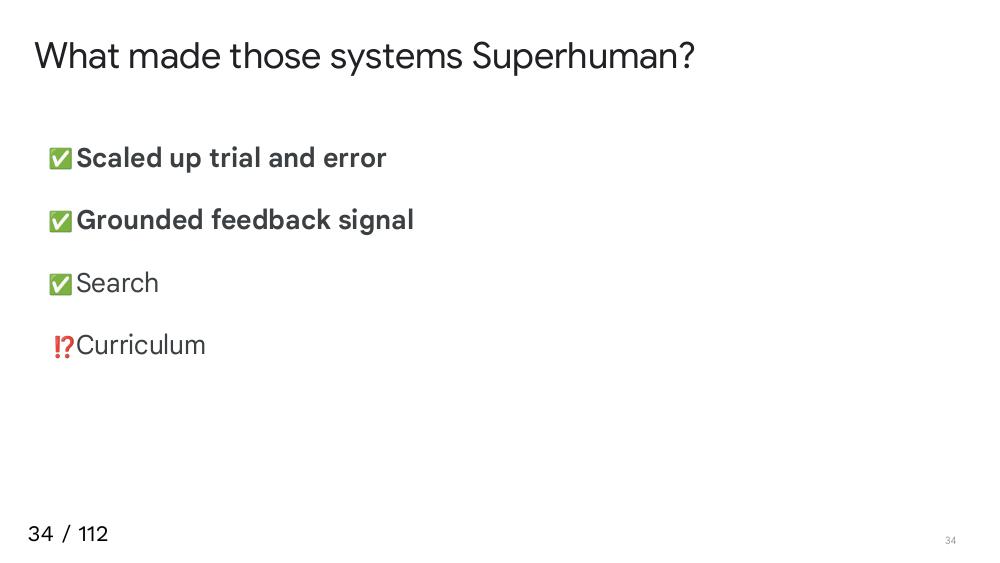 What made those systems Superhuman?
✅ Scaled up trial and error
✅ Grounded feedback signal
✅ Search
⁉️ Curriculum
34 / 112
34